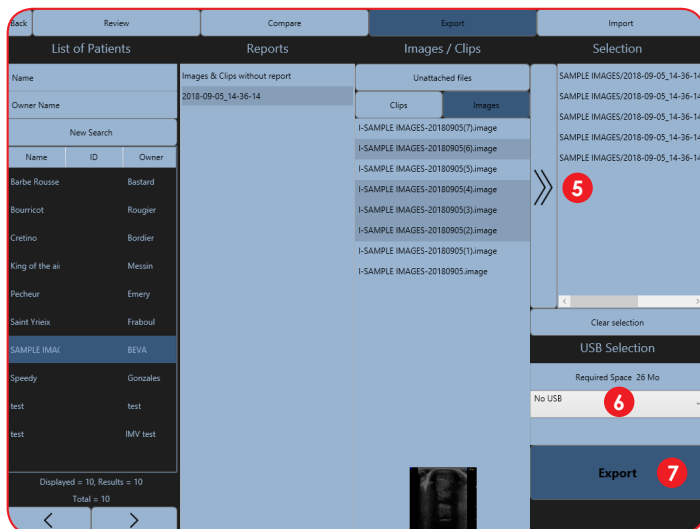 Back Review Compare Export Import
List of Patients Reports Images / Clips Selection
Name
Owner Name
New Search
Name ID Owner
Barbe Rousse Bastard
Bourricot Rougier
Cretino Bordier
King of the ai Messin
Pecheur Emery
Saint Yrieix Fraboul
SAMPLE IMAG BEVA
Speedy Gonzales
test test
test IMV test
Displayed = 10, Results = 10
Total = 10
Images & Clips without report
2018-09-05_14-36-14
Unattached files
Clips Images
I-SAMPLE IMAGES-20180905(7).image
I-SAMPLE IMAGES-20180905(6).image
I-SAMPLE IMAGES-20180905(5).image
I-SAMPLE IMAGES-20180905(4).image
I-SAMPLE IMAGES-20180905(3).image
I-SAMPLE IMAGES-20180905(2).image
I-SAMPLE IMAGES-20180905(1).image
I-SAMPLE IMAGES-20180905.image
SAMPLE IMAGES/2018-09-05_14-36-14
SAMPLE IMAGES/2018-09-05_14-36-14
SAMPLE IMAGES/2018-09-05_14-36-14
SAMPLE IMAGES/2018-09-05_14-36-14
SAMPLE IMAGES/2018-09-05_14-36-14
5
Clear selection
USB Selection
Required Space 26 Mo
No USB 6
Export 7